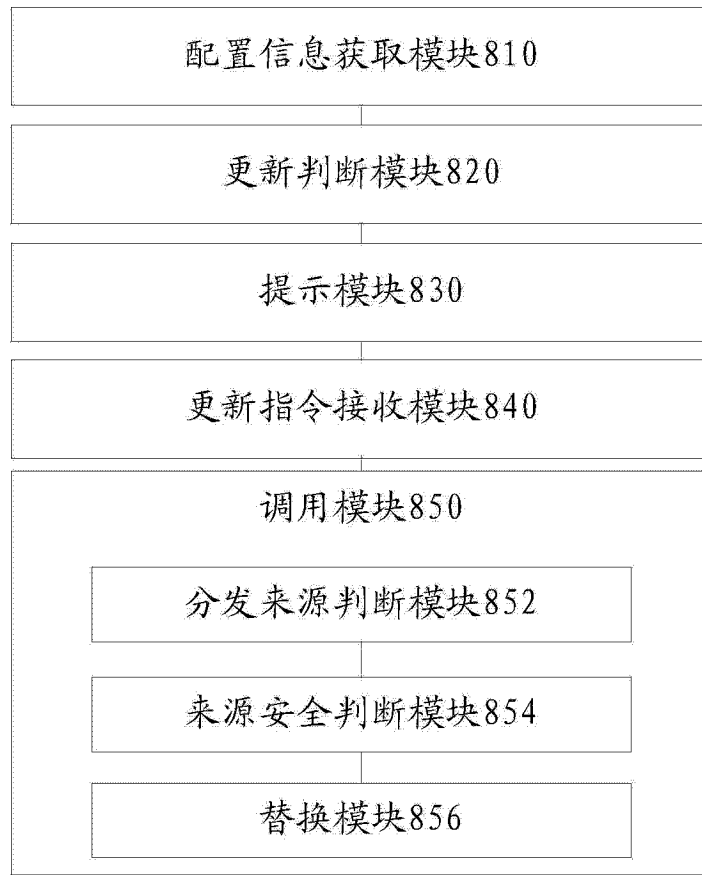 配置信息获取模块810
更新判断模块820
提示模块830
更新指令接收模块840
调用模块850
分发来源判断模块852
来源安全判断模块854
替换模块856